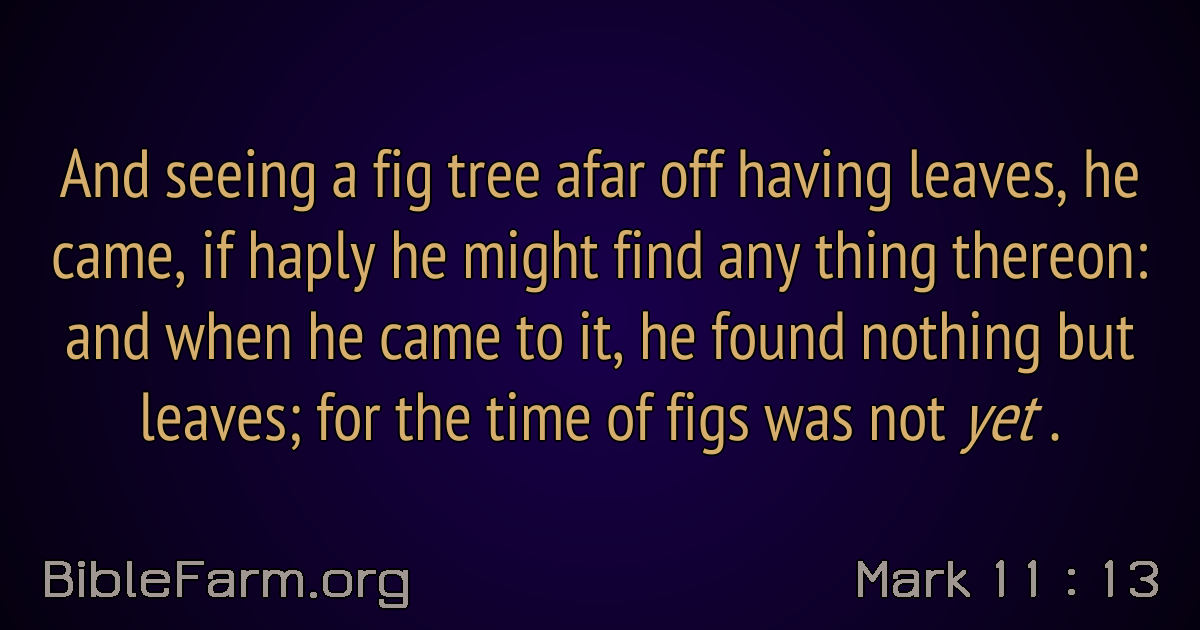 And seeing a fig tree afar off having leaves, he
came, if haply he might find any thing thereon:
and when he came to it, he found nothing but
leaves; for the time of figs was not yet .
BibleFarm.org
Mark 11 : 13